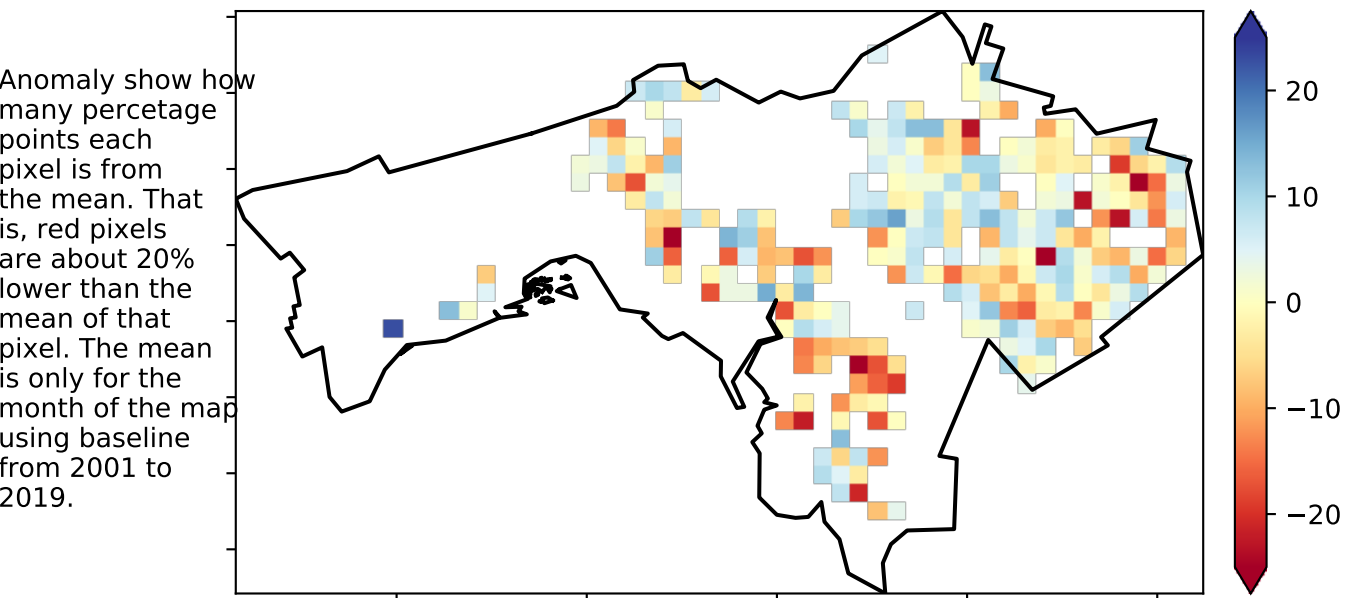 Anomaly show how
many percetage
points each
pixel is from
the mean. That
is, red pixels
are about 20%
lower than the
mean of that
pixel. The mean
is only for the
month of the map
using baseline
from 2001 to
2019.
20
10
0
−10
−20